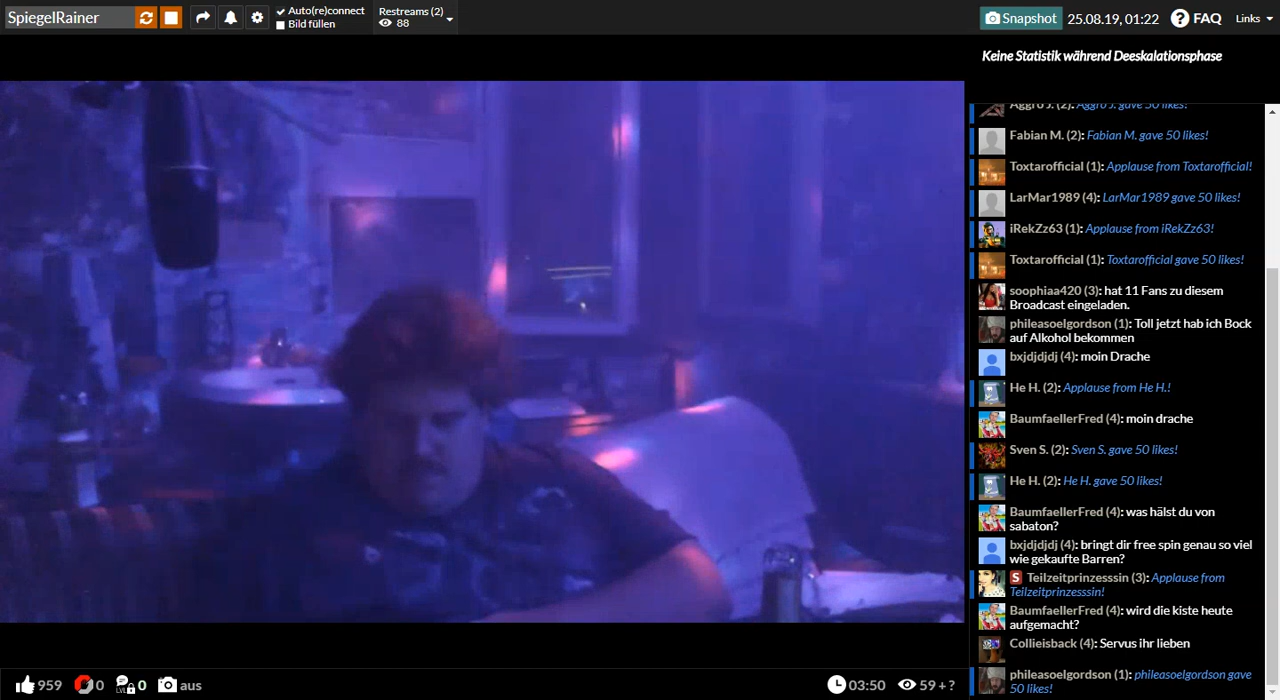 SpiegelRainer
Auto(re)connect
Bild füllen
Restreams (2)
88
Snapshot
25.08.19, 01:22
? FAQ
Links
Keine Statistik während Deeskalationsphase
Aggro J. (2): Aggro J. gave 50 likes!
Fabian M. (2): Fabian M. gave 50 likes!
Toxtarofficial (1): Applause from Toxtarofficial!
LarMar1989 (4): LarMar1989 gave 50 likes!
iRekZz63 (1): Applause from iRekZz63!
Toxtarofficial (1): Toxtarofficial gave 50 likes!
soophiaa420 (3): hat 11 Fans zu diesem
Broadcast eingeladen.
phileasoelgordson (1): Toll jetzt hab ich Bock
auf Alkohol bekommen
bxjdjdjdj (4): moin Drache
He H. (2): Applause from He H.!
BaumfaellerFred (4): moin drache
Sven S. (2): Sven S. gave 50 likes!
He H. (2): He H. gave 50 likes!
BaumfaellerFred (4): was hälst du von
sabaton?
bxjdjdjdj (4): bringt dir free spin genau so viel
wie gekaufte Barren?
S Teilzeitprinzesssin (3): Applause from
Teilzeitprinzesssin!
BaumfaellerFred (4): wird die kiste heute
aufgemacht?
Collieisback (4): Servus ihr lieben
phileasoelgordson (1): phileasoelgordson gave
50 likes!
959
0
LVL
0
aus
03:50
59 + ?